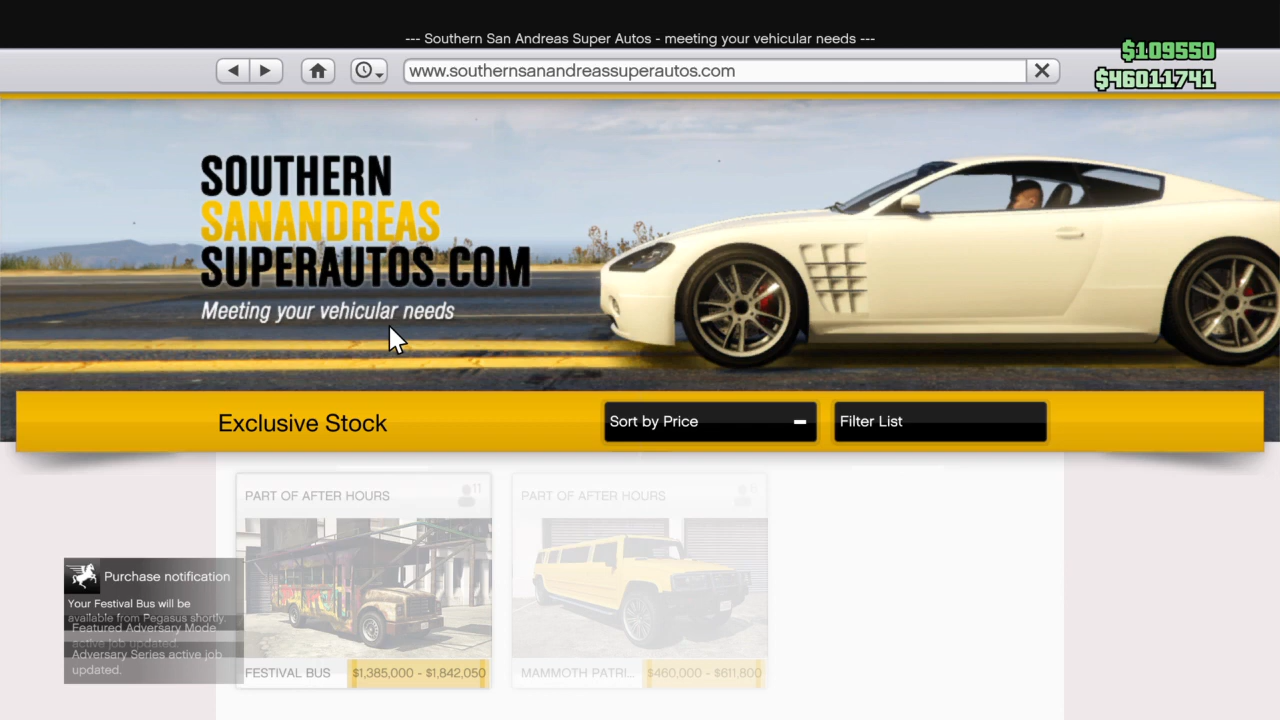 --- Southern San Andreas Super Autos - meeting your vehicular needs ---
$109550
www.southernsanandreassuperautos.com
$46011741
SOUTHERN
SANANDREAS
SUPERAUTOS.COM
Meeting your vehicular needs
Exclusive Stock
Sort by Price
Filter List
PART OF AFTER HOURS
11
PART OF AFTER HOURS
Purchase notification
Your Festival Bus will be
available from Pegasus shortly.
Featured Adversary Mode
active job updated.
Adversary Series active job
updated.
FESTIVAL BUS
$1,385,000 - $1,842,050
MAMMOTH PATRI...
$460,000 - $611,800